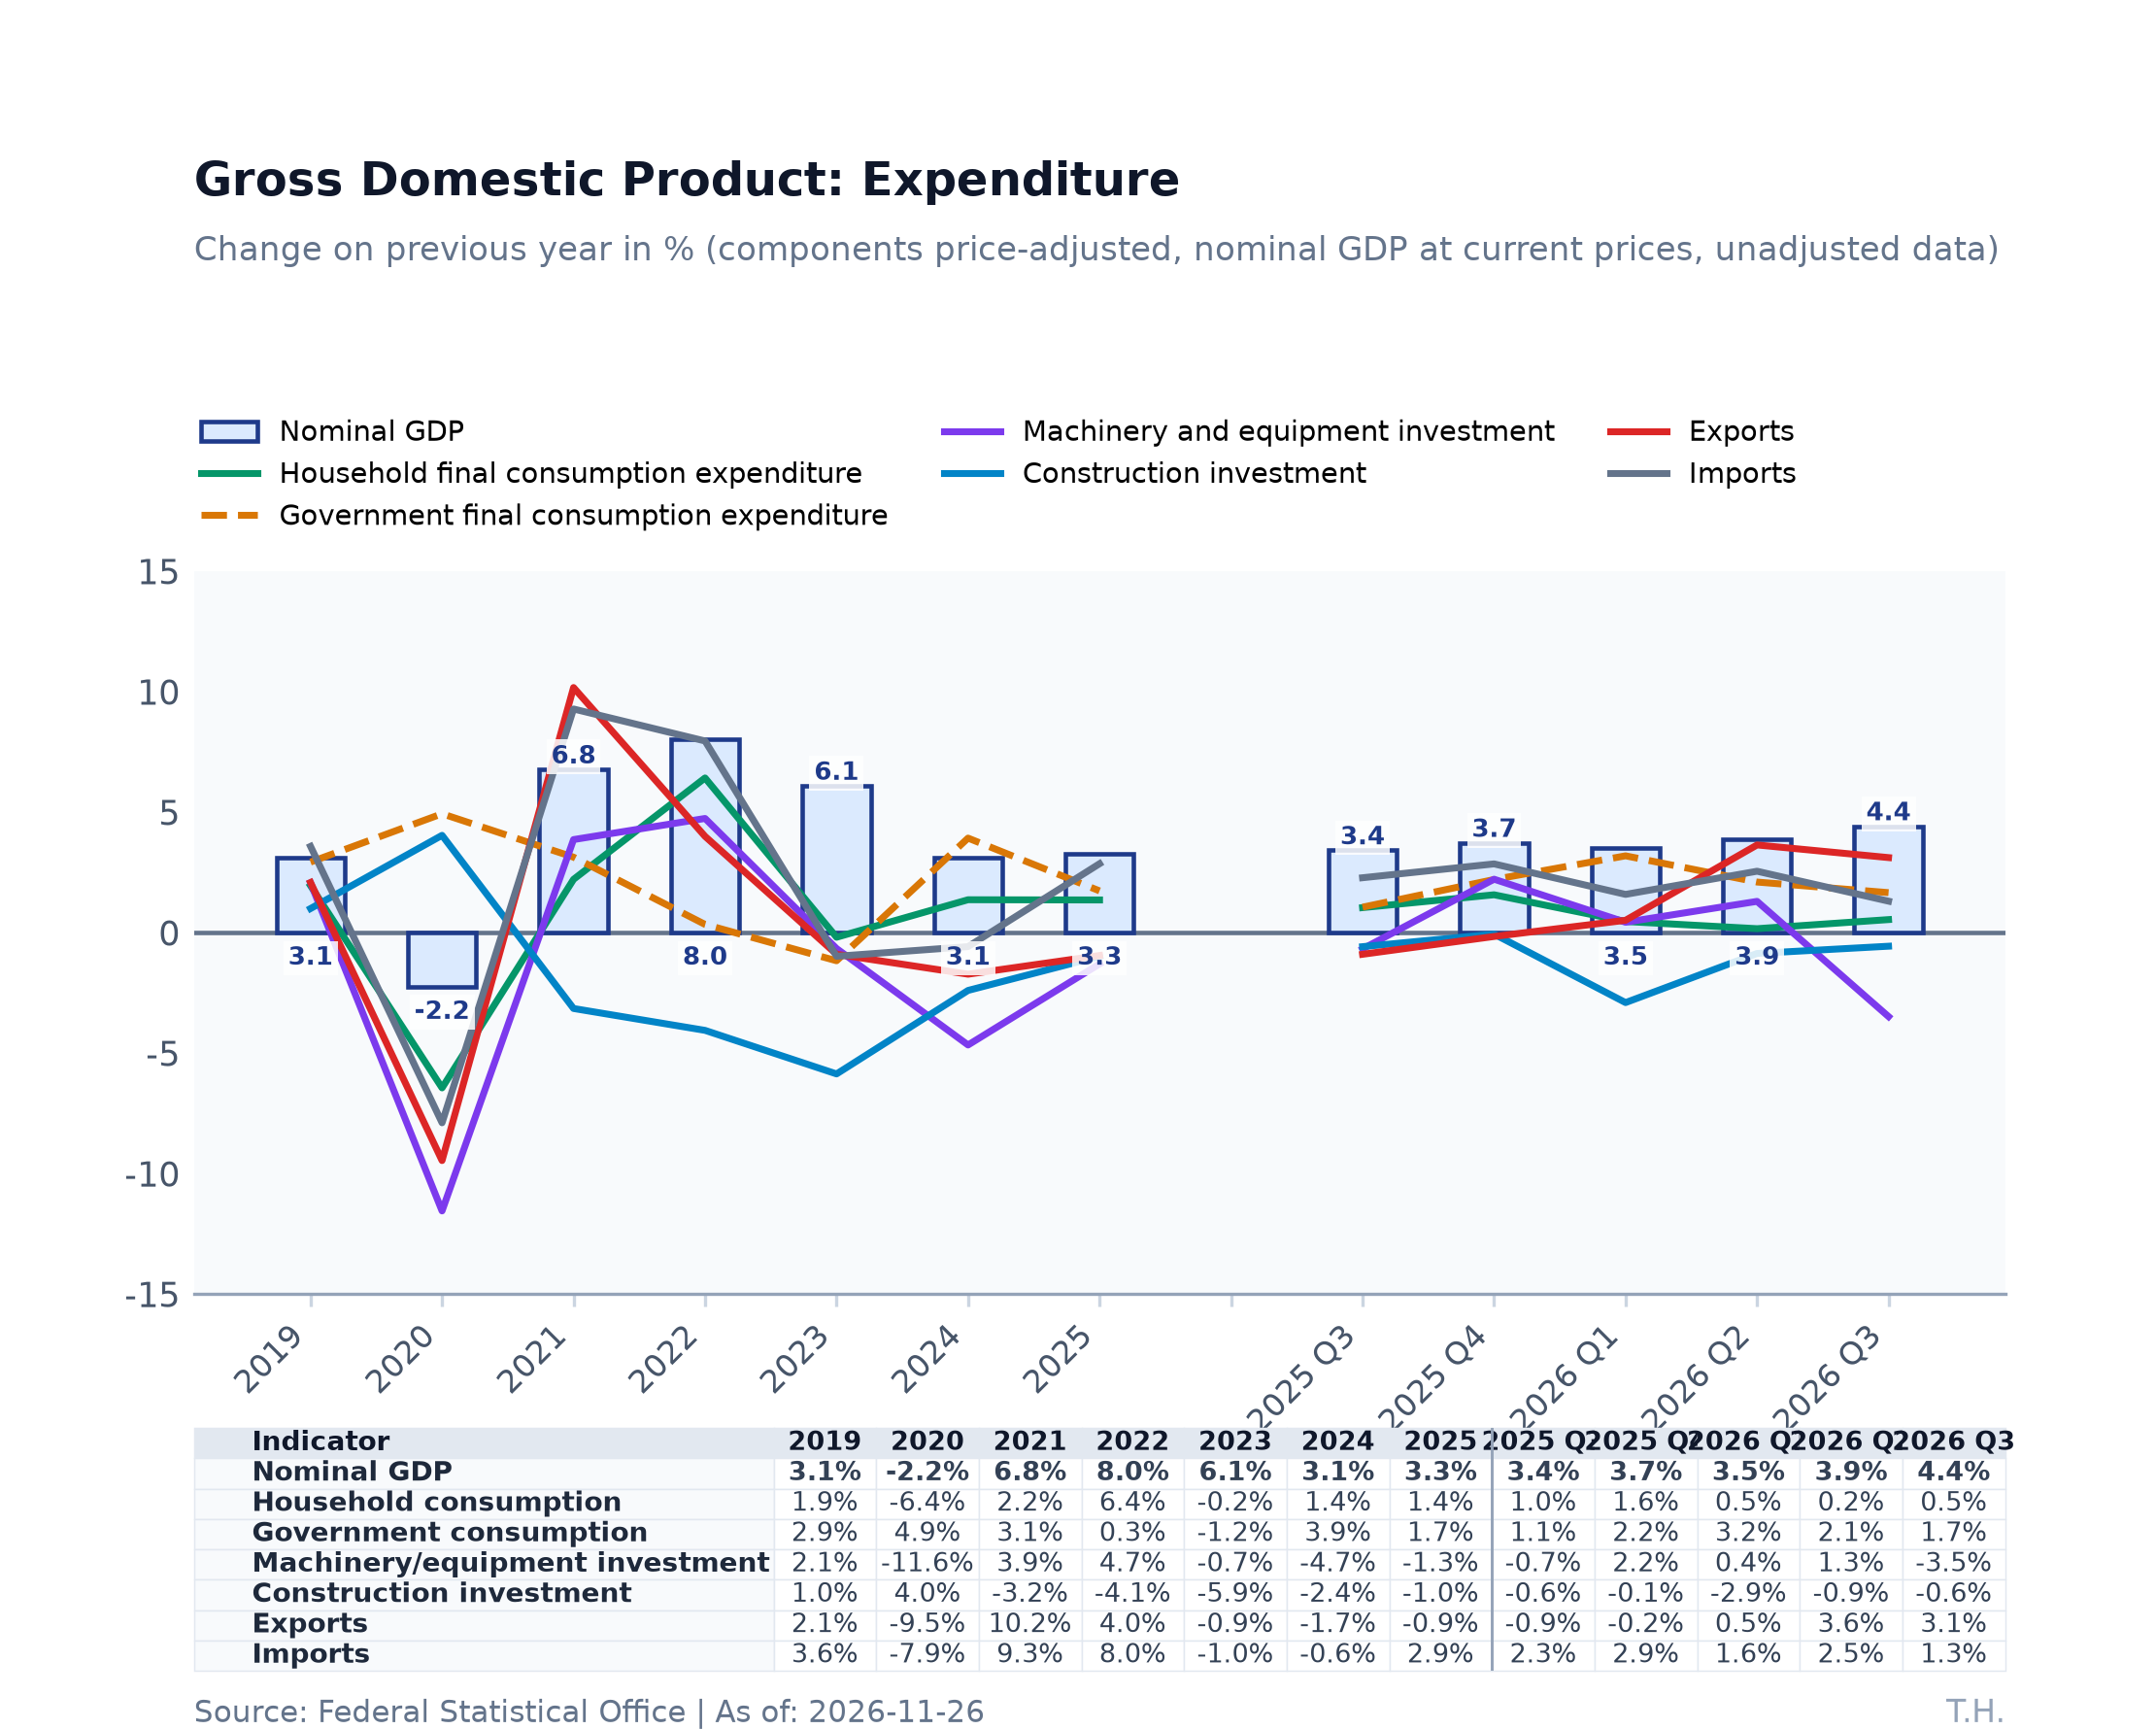 Gross Domestic Product: Expenditure
Change on previous year in % (components price-adjusted, nominal GDP at current prices, unadjusted data)
Nominal GDP
Household final consumption expenditure
Government final consumption expenditure
Machinery and equipment investment
Construction investment
Exports
Imports
15
10
5
0
-5
-10
-15
3.1
-2.2
6.8
8.0
6.1
3.1
3.3
3.4
3.7
3.5
3.9
4.4
2019
2020
2021
2022
2023
2024
2025
2025 Q3
2025 Q4
2026 Q1
2026 Q2
2026 Q3
Indicator 2019 2020 2021 2022 2023 2024 2025 2025 2025 2026 2026 2026 Q3
Nominal GDP 3.1% -2.2% 6.8% 8.0% 6.1% 3.1% 3.3% 3.4% 3.7% 3.5% 3.9% 4.4%
Household consumption 1.9% -6.4% 2.2% 6.4% -0.2% 1.4% 1.4% 1.0% 1.6% 0.5% 0.2% 0.5%
Government consumption 2.9% 4.9% 3.1% 0.3% -1.2% 3.9% 1.7% 1.1% 2.2% 3.2% 2.1% 1.7%
Machinery/equipment investment 2.1% -11.6% 3.9% 4.7% -0.7% -4.7% -1.3% -0.7% 2.2% 0.4% 1.3% -3.5%
Construction investment 1.0% 4.0% -3.2% -4.1% -5.9% -2.4% -1.0% -0.6% -0.1% -2.9% -0.9% -0.6%
Exports 2.1% -9.5% 10.2% 4.0% -0.9% -1.7% -0.9% -0.9% -0.2% 0.5% 3.6% 3.1%
Imports 3.6% -7.9% 9.3% 8.0% -1.0% -0.6% 2.9% 2.3% 2.9% 1.6% 2.5% 1.3%
Source: Federal Statistical Office | As of: 2026-11-26
T.H.